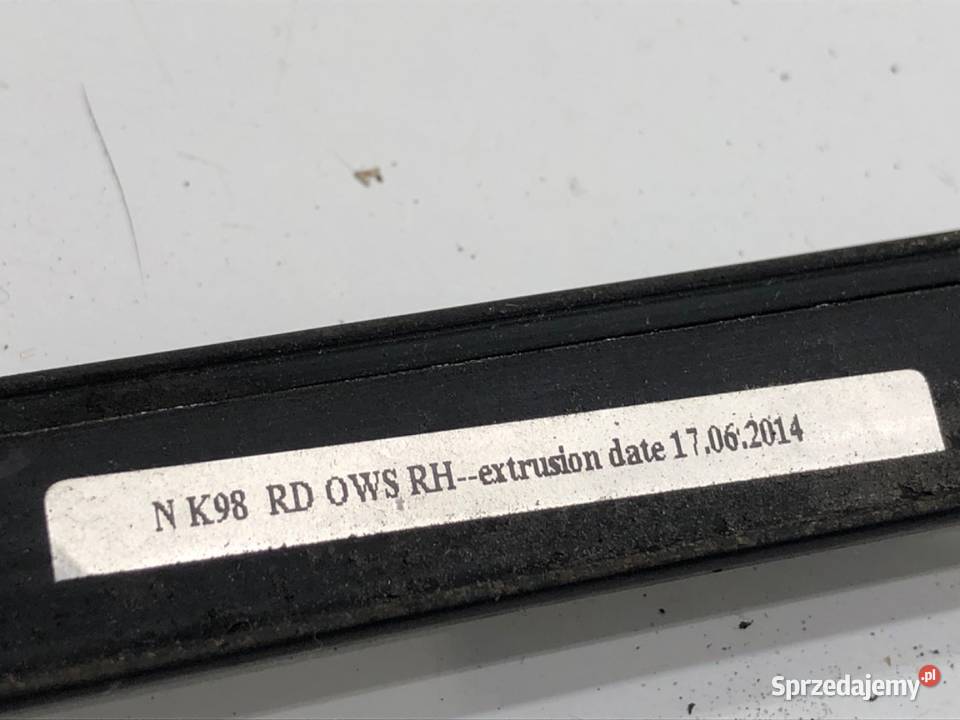 N K98 RD OWS RH--extrusion date 17.06.2014
Sprzedajemy.pl